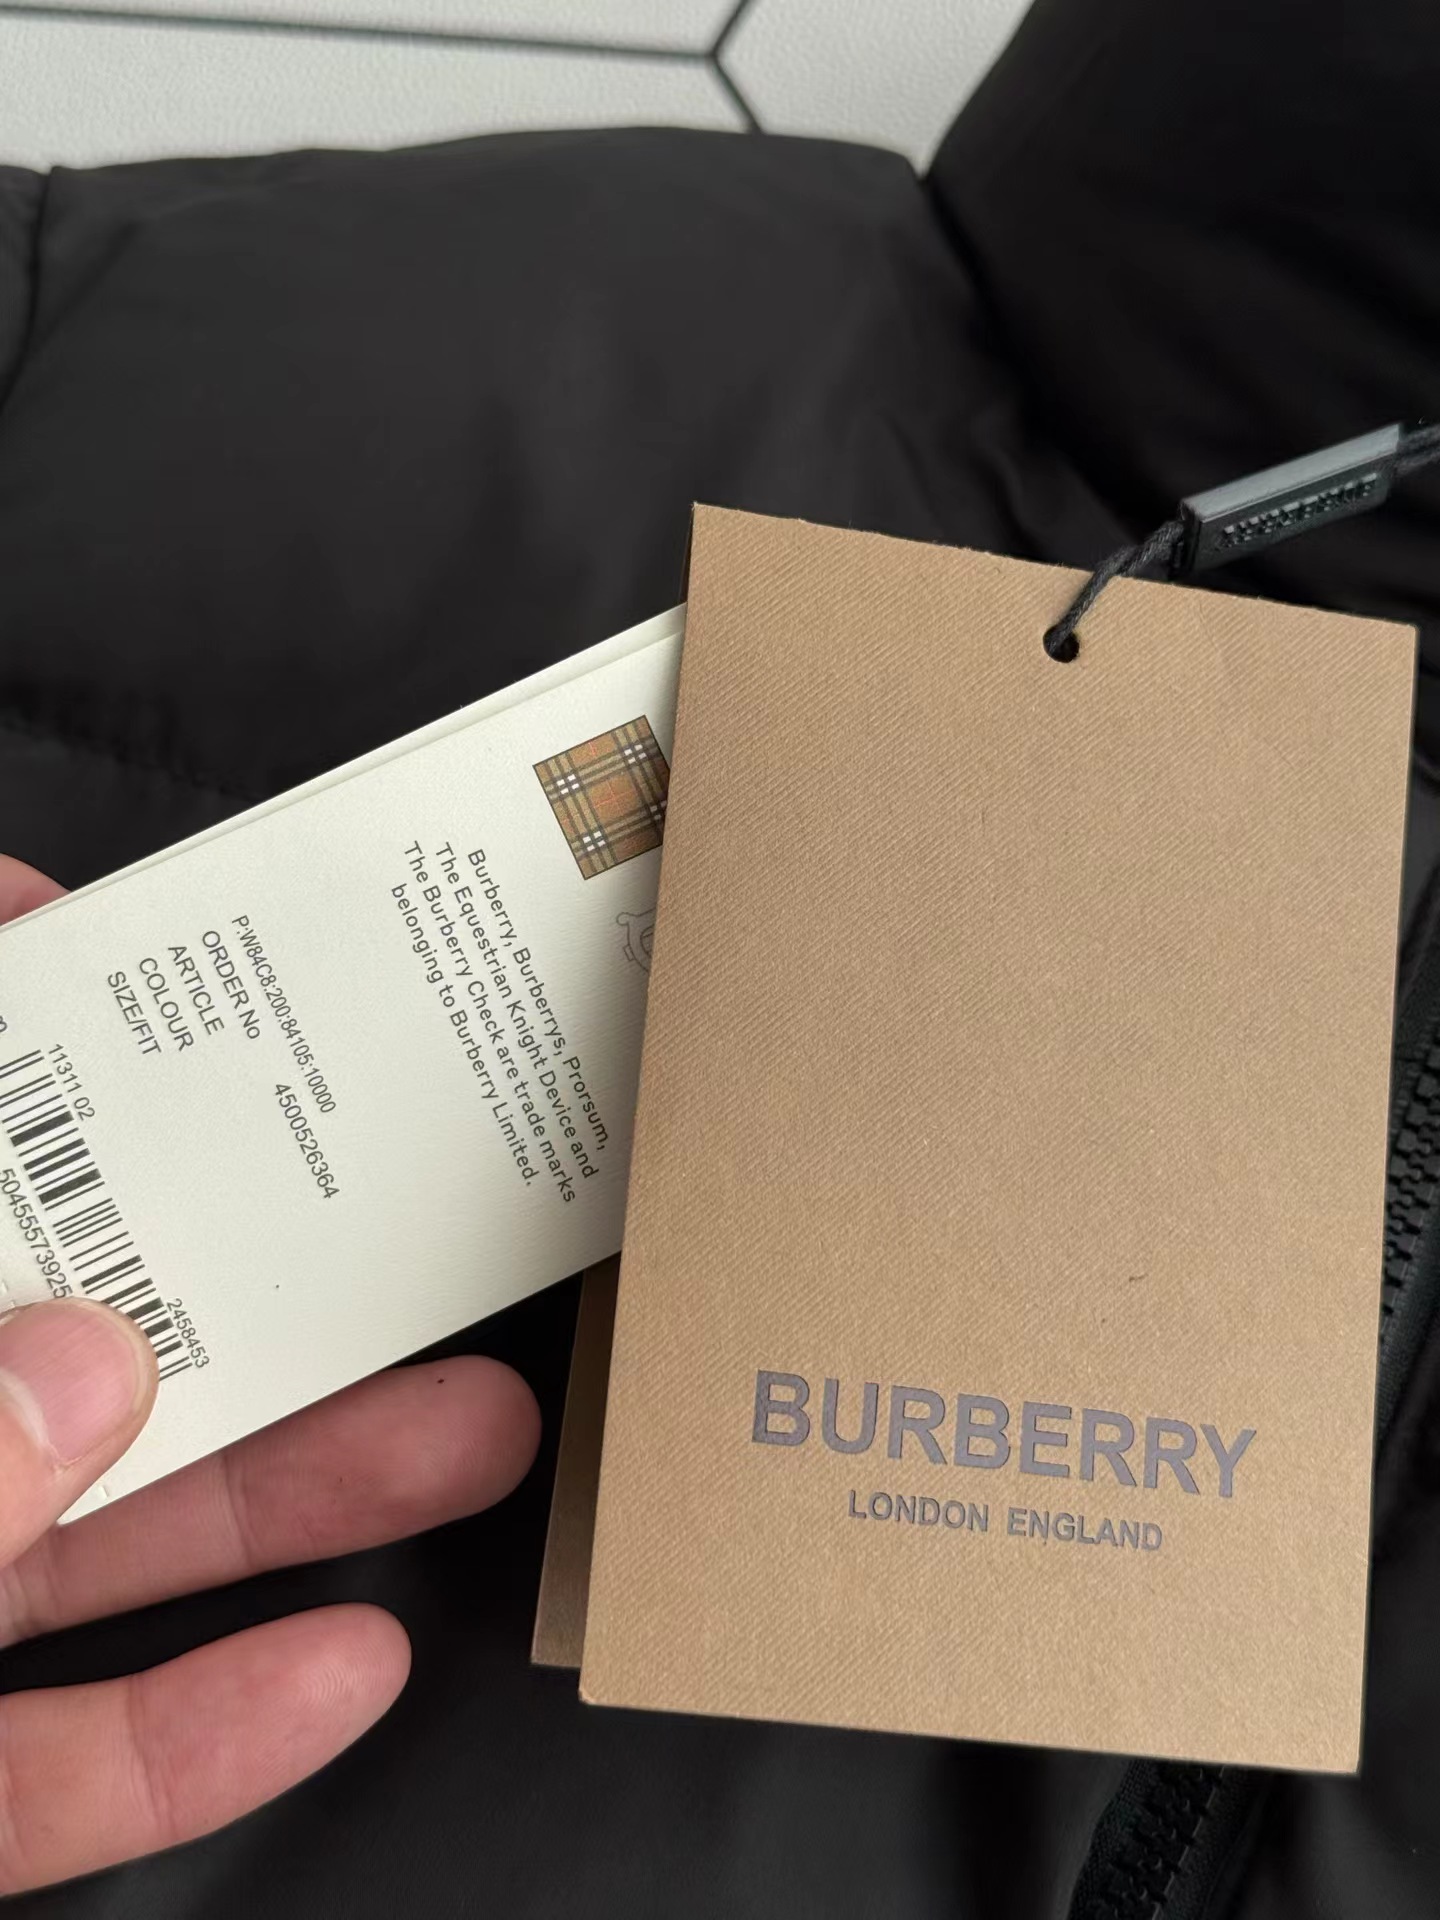 Burberry, Burberrys, Prorsum,
The Equestrian Knight Device and
The Burberry Check are trade marks
belonging to Burberry Limited.
P:W84C8:200:84105:10000
ORDER No 4500526364
ARTICLE
COLOUR
SIZE/FIT
11311 02
2458453
BURBERRY
LONDON ENGLAND